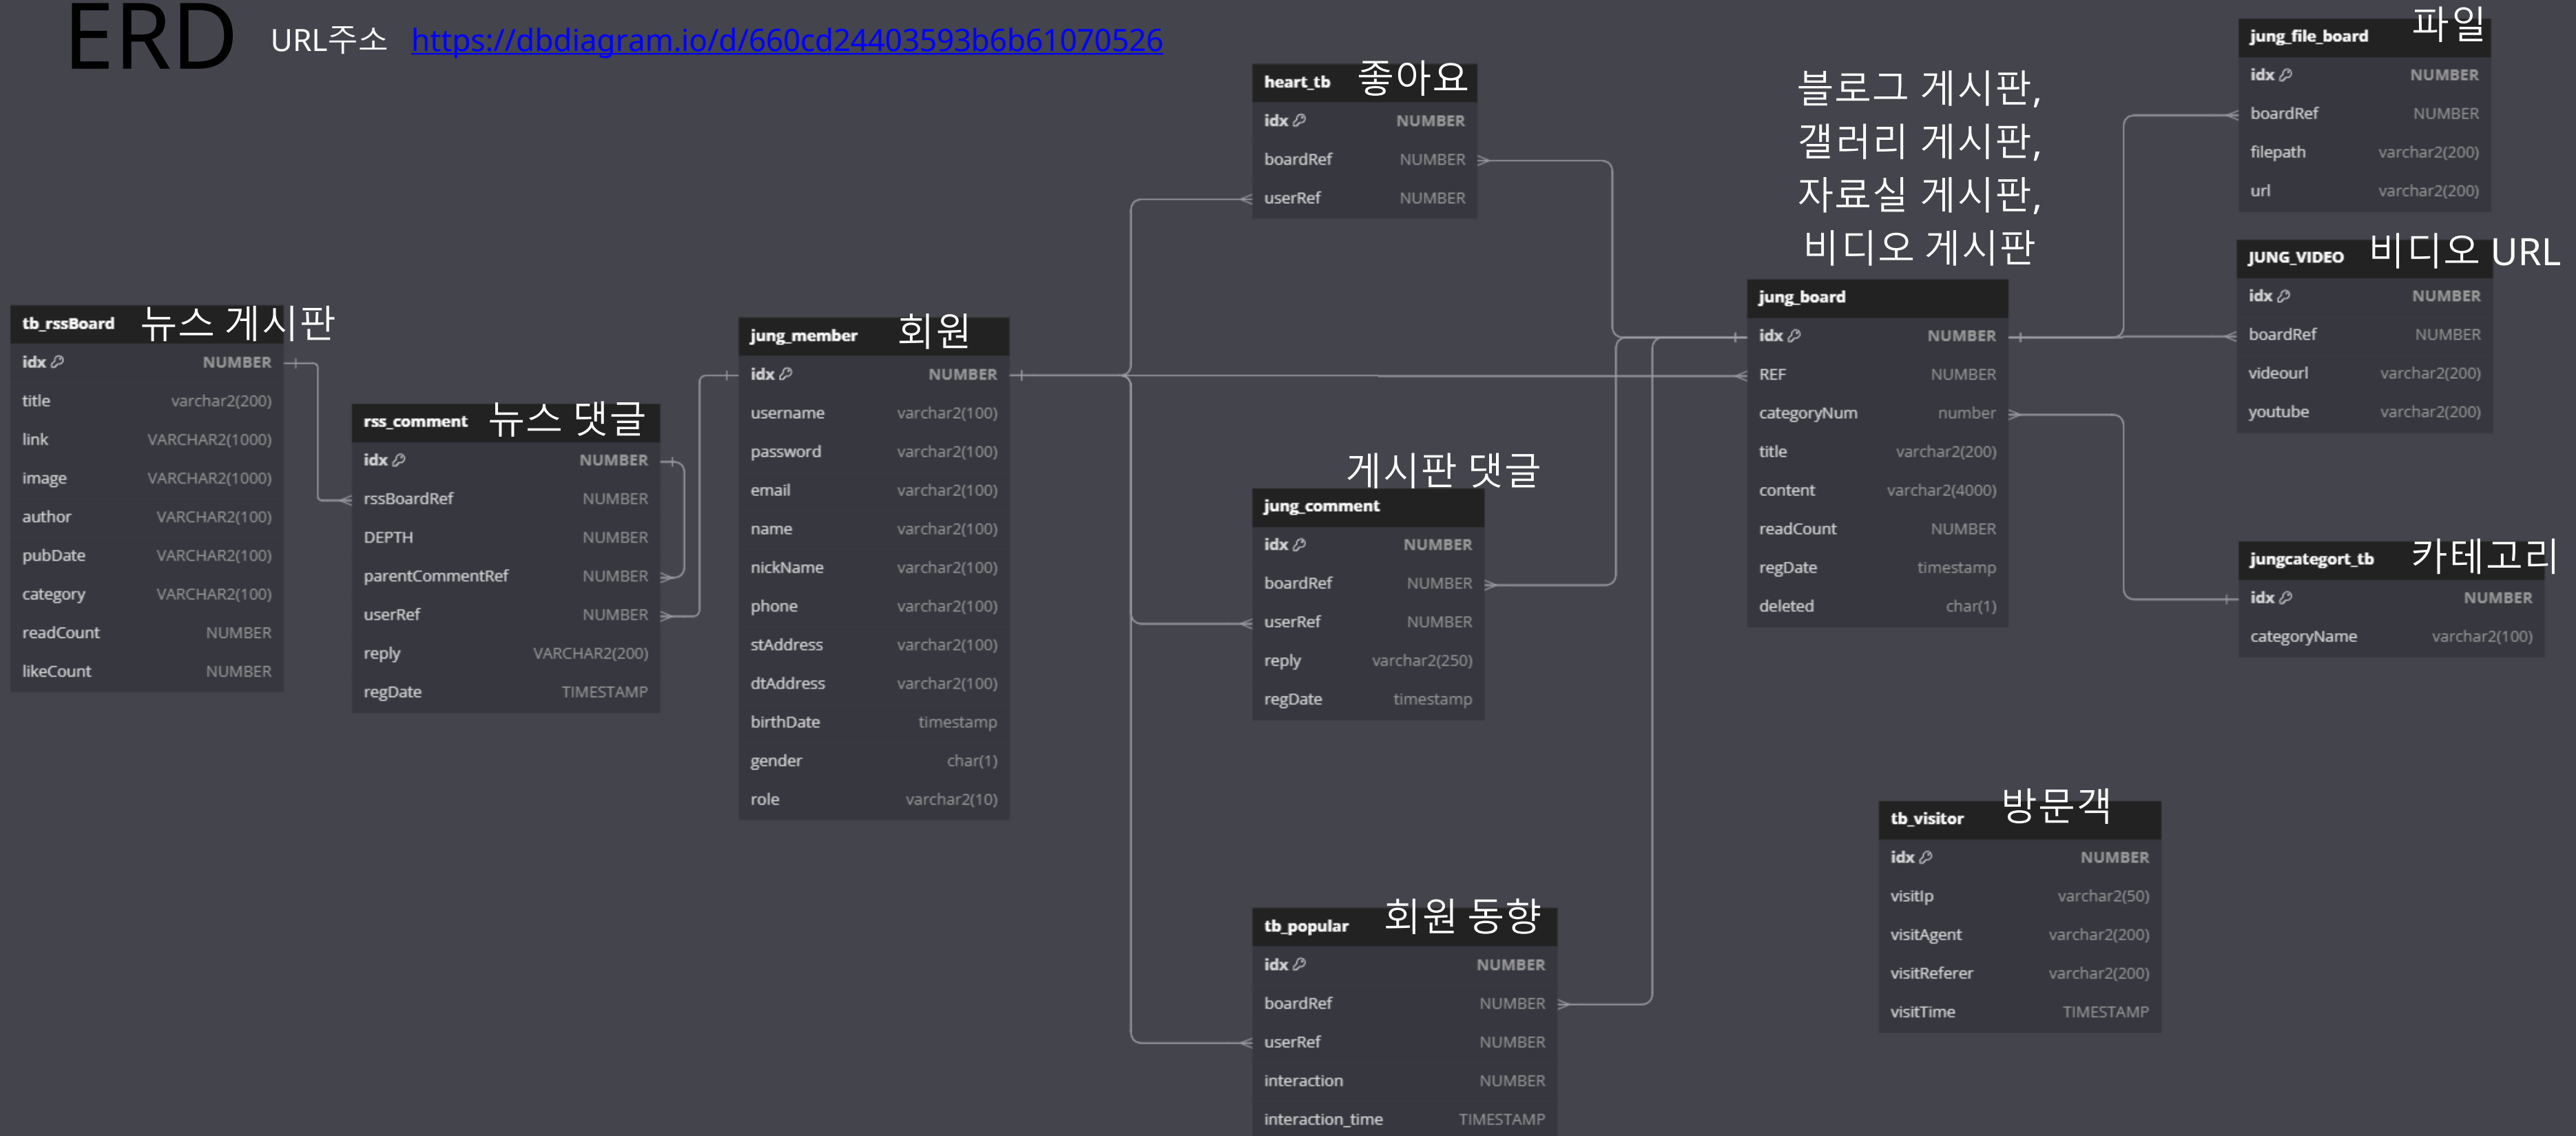 ERD URL주소 https://dbdiagram.io/d/660cd24403593b6b61070526
tb_rssBoard 뉴스 게시판
idx NUMBER
title varchar2(200)
link VARCHAR2(1000)
image VARCHAR2(1000)
author VARCHAR2(100)
pubDate VARCHAR2(100)
category VARCHAR2(100)
readCount NUMBER
likeCount NUMBER
rss_comment 뉴스 댓글
idx NUMBER
rssBoardRef NUMBER
DEPTH NUMBER
parentCommentRef NUMBER
userRef NUMBER
reply VARCHAR2(200)
regDate TIMESTAMP
jung_member 회원
idx NUMBER
username varchar2(100)
password varchar2(100)
email varchar2(100)
name varchar2(100)
nickName varchar2(100)
phone varchar2(100)
stAddress varchar2(100)
dtAddress varchar2(100)
birthDate timestamp
gender char(1)
role varchar2(10)
heart_tb 좋아요
idx NUMBER
boardRef NUMBER
userRef NUMBER
게시판 댓글
jung_comment
idx NUMBER
boardRef NUMBER
userRef NUMBER
reply varchar2(250)
regDate timestamp
tb_popular 회원 동향
idx NUMBER
boardRef NUMBER
userRef NUMBER
interaction NUMBER
interaction_time TIMESTAMP
블로그 게시판,
갤러리 게시판,
자료실 게시판,
비디오 게시판
jung_board
idx NUMBER
REF NUMBER
categoryNum number
title varchar2(200)
content varchar2(4000)
readCount NUMBER
regDate timestamp
deleted char(1)
tb_visitor 방문객
idx NUMBER
visitIp varchar2(50)
visitAgent varchar2(200)
visitReferer varchar2(200)
visitTime TIMESTAMP
jung_file_board 파일
idx NUMBER
boardRef NUMBER
filepath varchar2(200)
url varchar2(200)
JUNG_VIDEO 비디오 URL
idx NUMBER
boardRef NUMBER
videourl varchar2(200)
youtube varchar2(200)
jungcategort_tb 카테고리
idx NUMBER
categoryName varchar2(100)